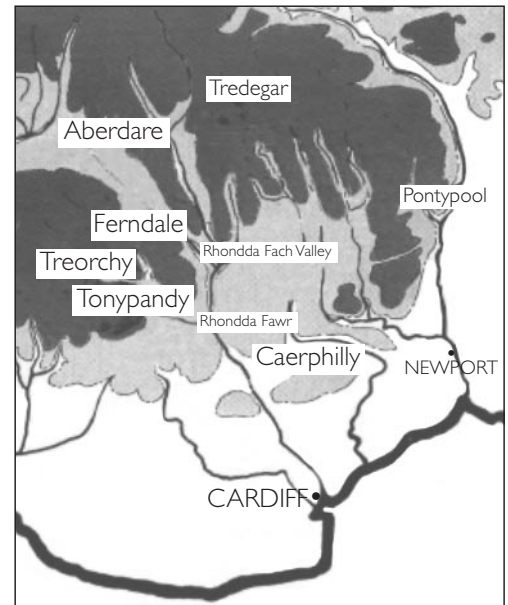 Tredegar
Aberdare
Pontypool
Ferndale
Rhondda Fach Valley
Treorchy
Tonypandy
Rhondda Fawr
Caerphilly
NEWPORT
CARDIFF